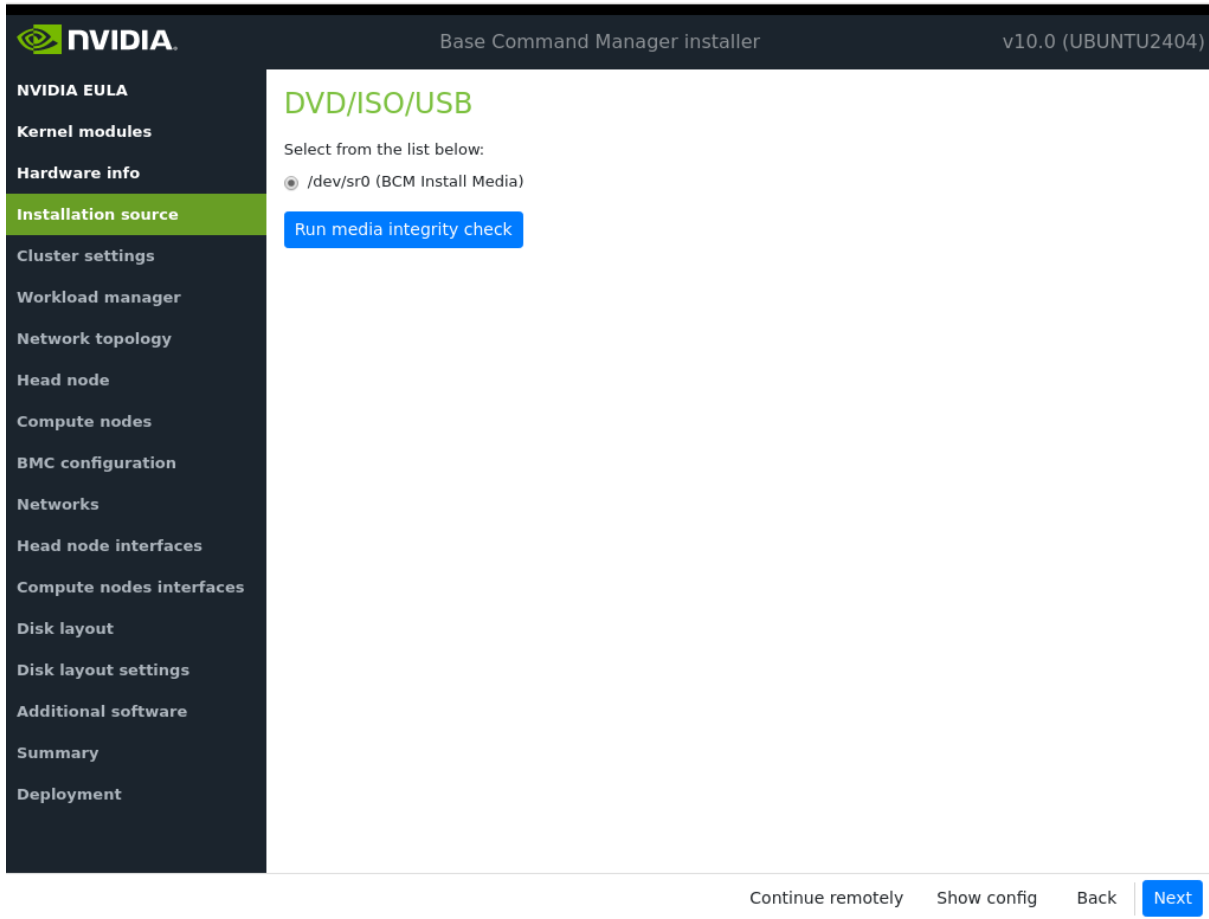 NVIDIA.
Base Command Manager installer
v10.0 (UBUNTU2404)
NVIDIA EULA
Kernel modules
Hardware info
Installation source
Cluster settings
Workload manager
Network topology
Head node
Compute nodes
BMC configuration
Networks
Head node interfaces
Compute nodes interfaces
Disk layout
Disk layout settings
Additional software
Summary
Deployment
DVD/ISO/USB
Select from the list below:
/dev/sr0 (BCM Install Media)
Run media integrity check
Continue remotely
Show config
Back
Next